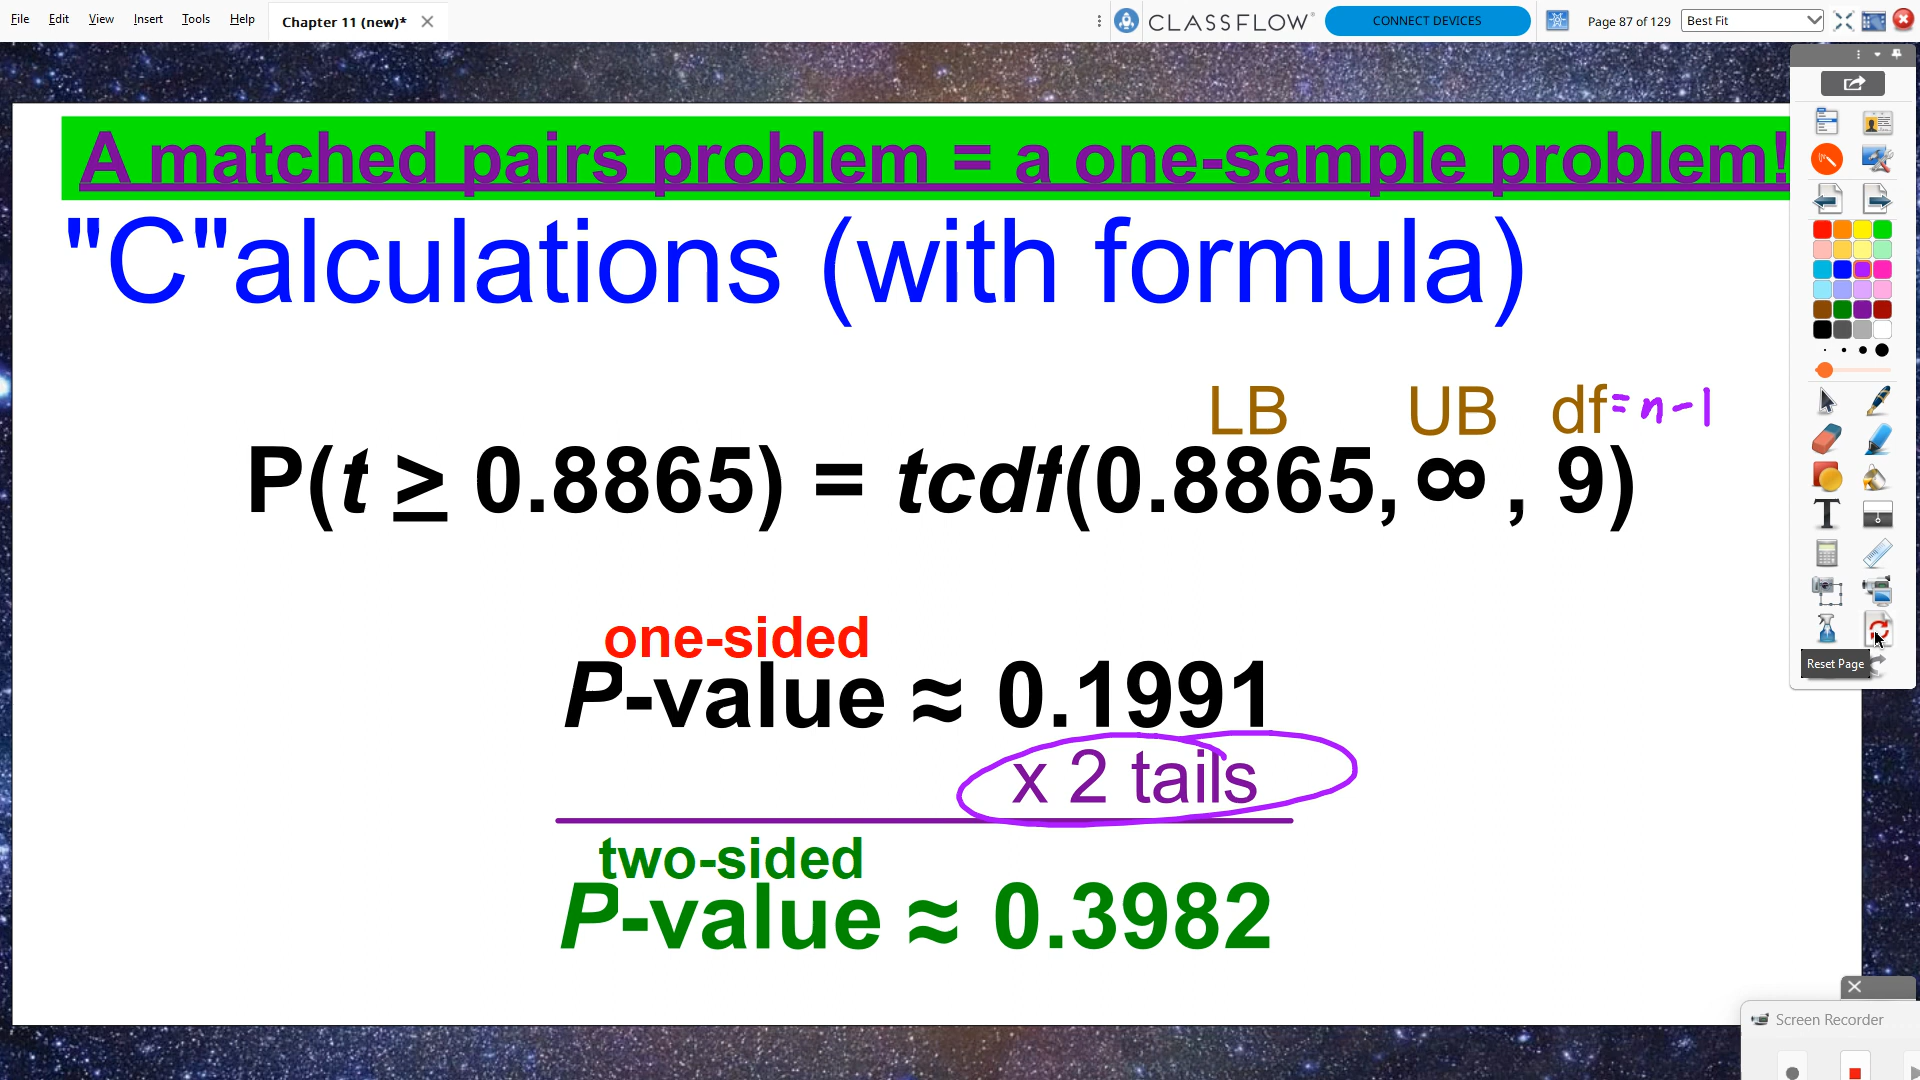 File Edit View Insert Tools Help Chapter 11 (new)* CLASSFLOW CONNECT DEVICES Page 87 of 129 Best Fit
A matched pairs problem = a one-sample problem!
"C"alculations (with formula)
LB UB df = n - 1
P(t ≥ 0.8865) = tcdf(0.8865, ∞ , 9)
one-sided
P-value ≈ 0.1991
x 2 tails
two-sided
P-value ≈ 0.3982
Reset Page
Screen Recorder